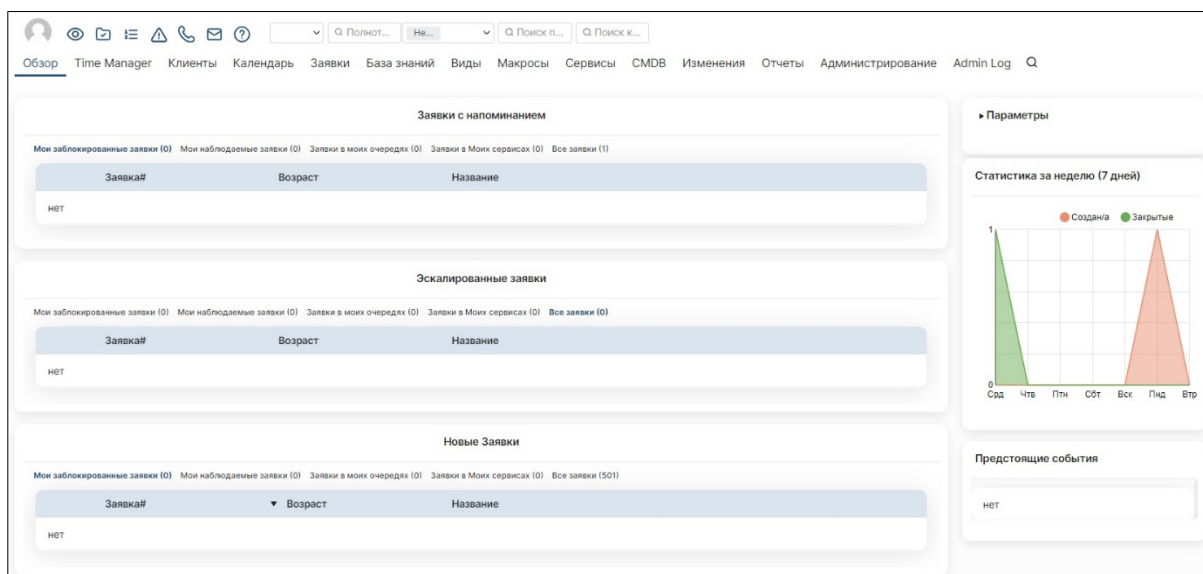 Полнот... Не... Поиск п... Поиск к...
Обзор Time Manager Клиенты Календарь Заявки База знаний Виды Макросы Сервисы CMDB Изменения Отчеты Администрирование Admin Log
Заявки с напоминанием
Мои заблокированные заявки (0) Мои наблюдаемые заявки (0) Заявки в моих очередях (0) Заявки в Моих сервисах (0) Все заявки (1)
Заявка# Возраст Название
нет
Эскалированные заявки
Мои заблокированные заявки (0) Мои наблюдаемые заявки (0) Заявки в моих очередях (0) Заявки в Моих сервисах (0) Все заявки (0)
Заявка# Возраст Название
нет
Новые Заявки
Мои заблокированные заявки (0) Мои наблюдаемые заявки (0) Заявки в моих очередях (0) Заявки в Моих сервисах (0) Все заявки (501)
Заявка# Возраст Название
нет
Параметры
Статистика за неделю (7 дней)
Создан/а Закрытые
1
0
Срд Чтв Птн Сбт Вск Пнд Втр
Предстоящие события
нет